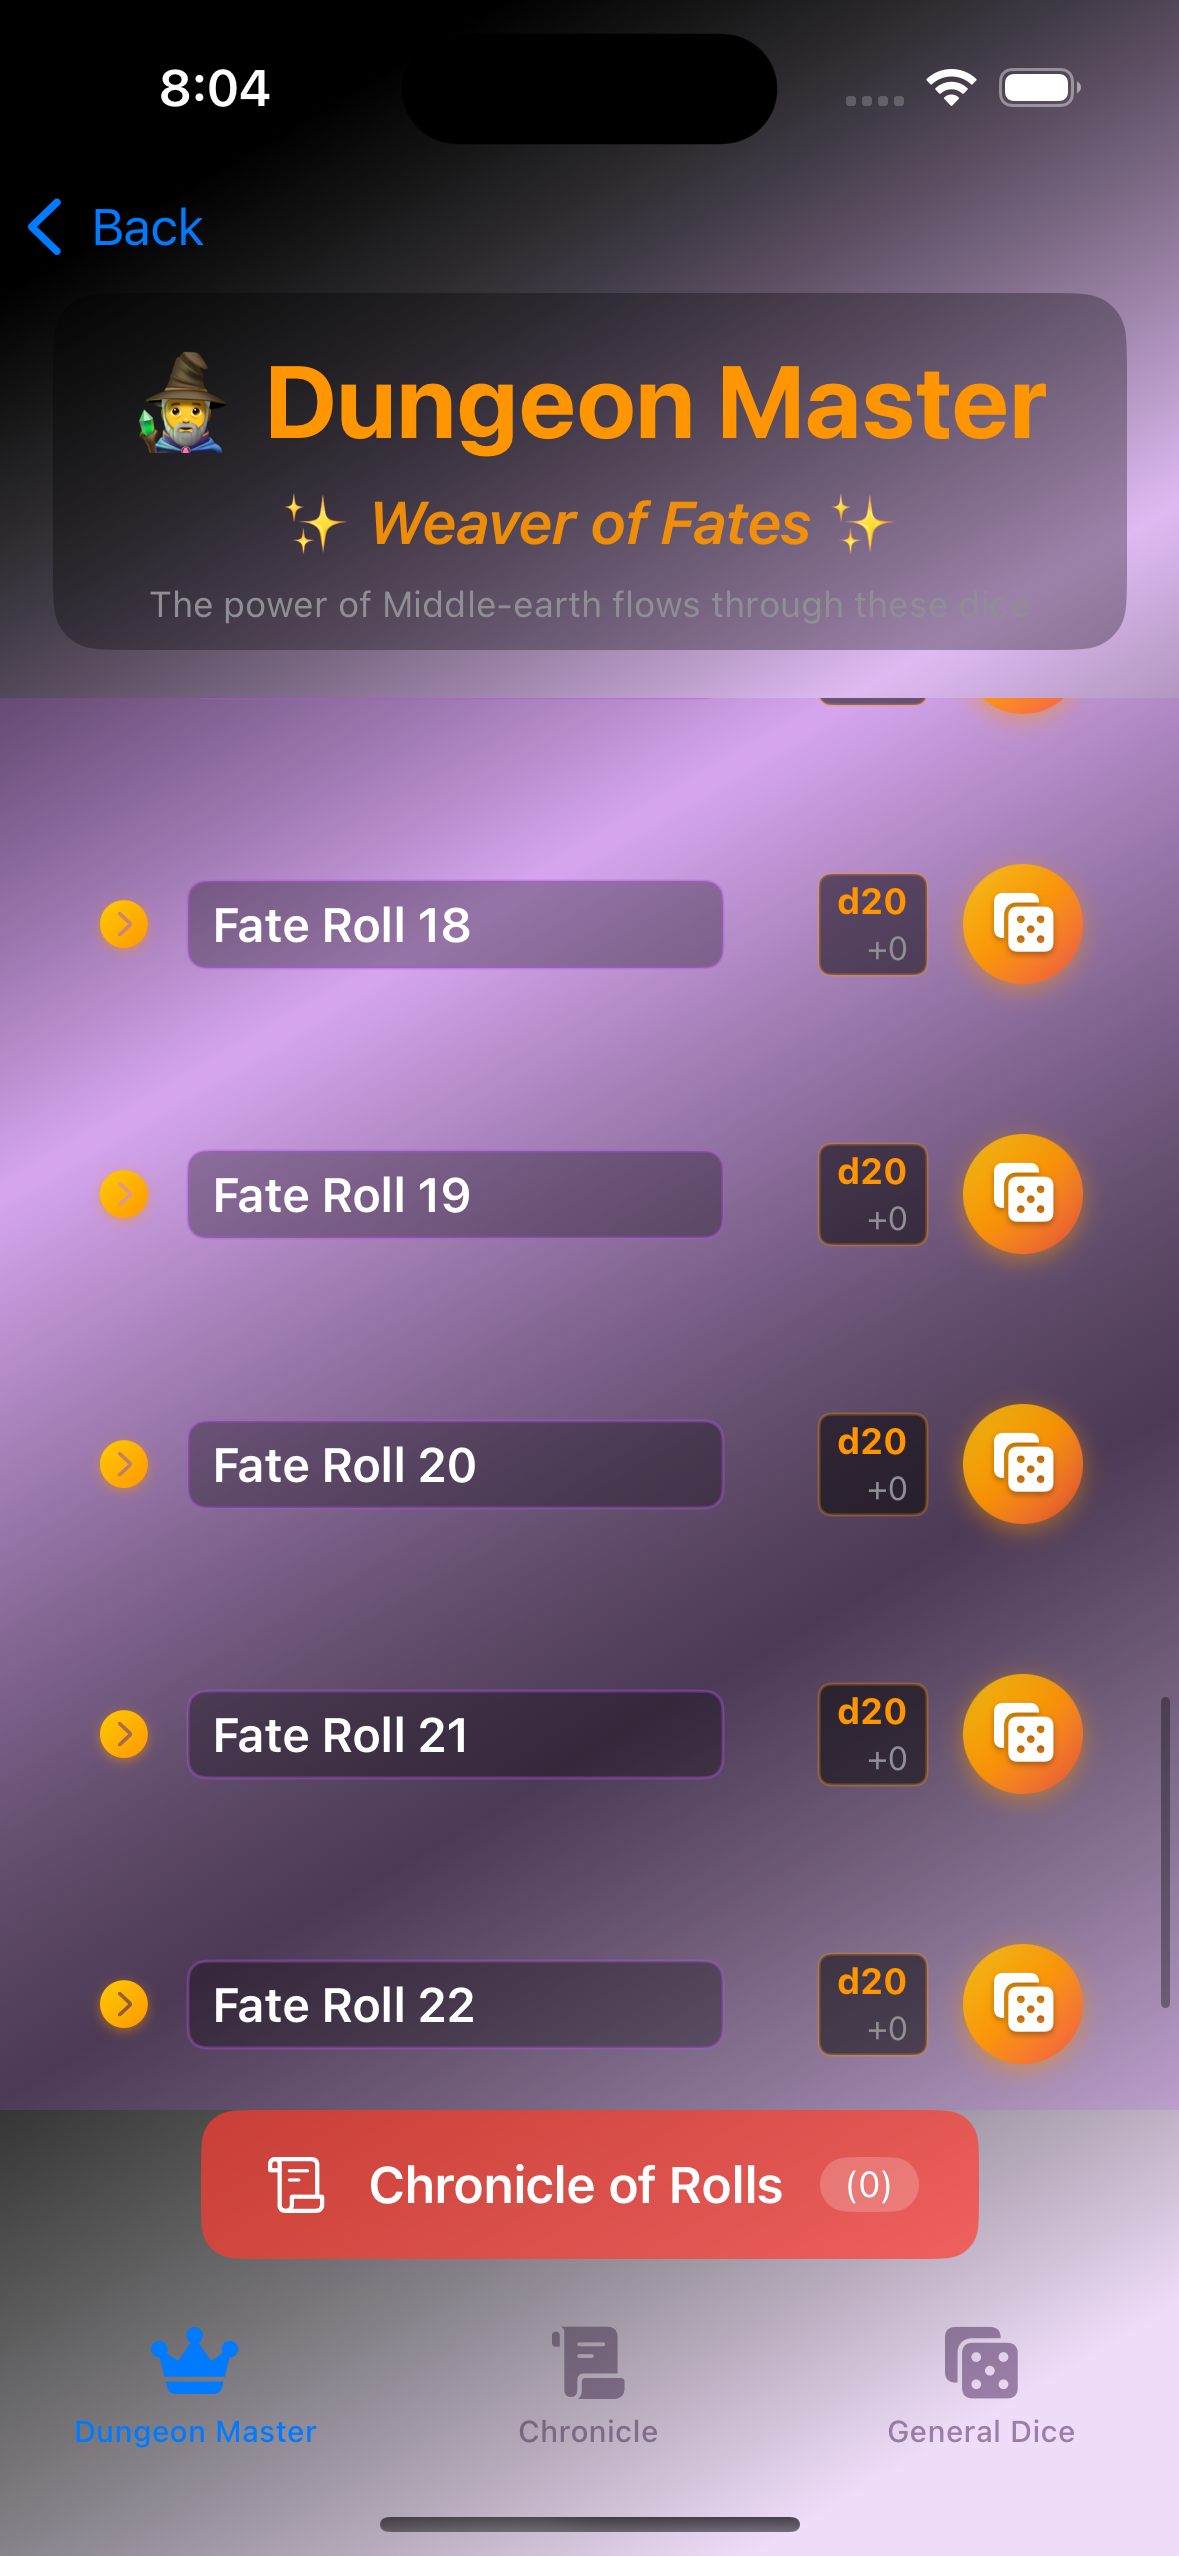 8:04
Back
Dungeon Master
Weaver of Fates
The power of Middle-earth flows through these dice
Fate Roll 18
d20
+0
Fate Roll 19
d20
+0
Fate Roll 20
d20
+0
Fate Roll 21
d20
+0
Fate Roll 22
d20
+0
Chronicle of Rolls (0)
Dungeon Master
Chronicle
General Dice